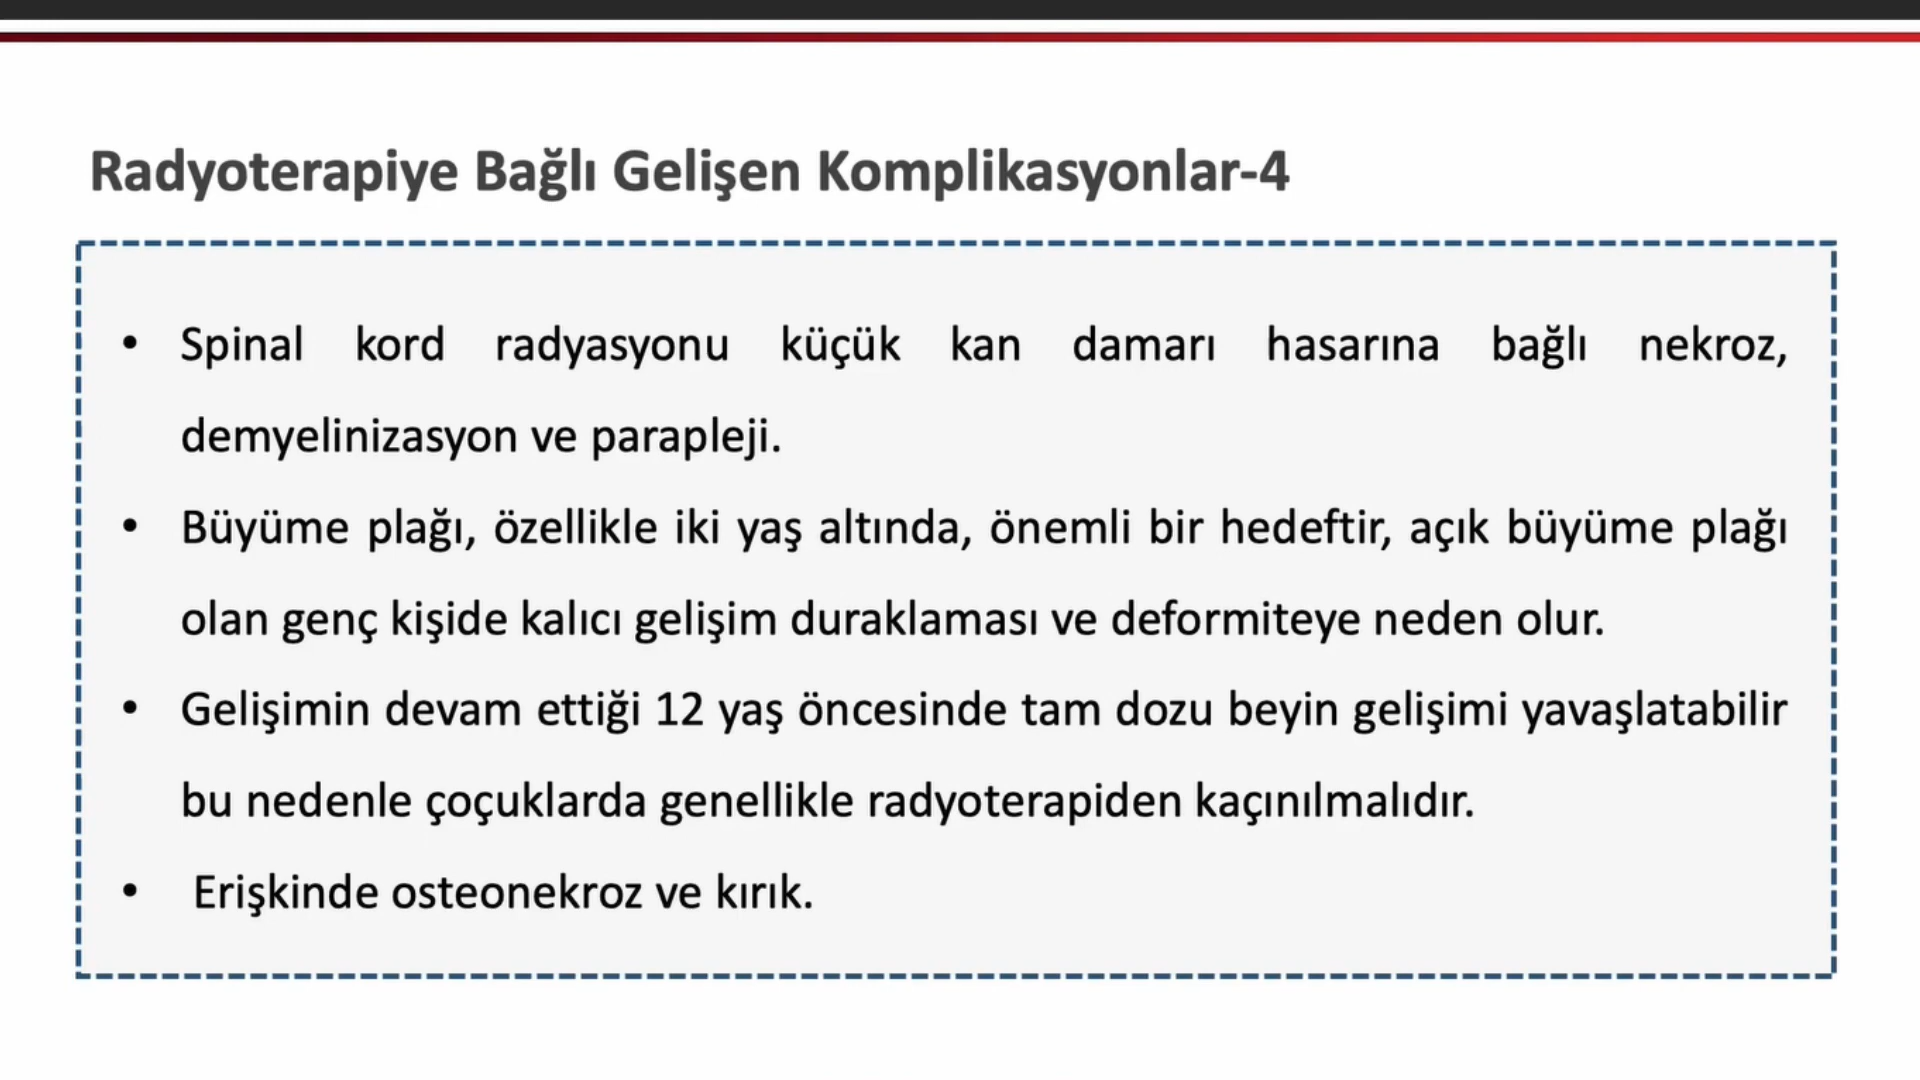 Radyoterapiye Bağlı Gelişen Komplikasyonlar-4
• Spinal kord radyasyonu küçük kan damarı hasarına bağlı nekroz,
demyelinizasyon ve parapleji.
• Büyüme plağı, özellikle iki yaş altında, önemli bir hedeftir, açık büyüme plağı
olan genç kişide kalıcı gelişim duraklaması ve deformiteye neden olur.
• Gelişimin devam ettiği 12 yaş öncesinde tam dozu beyin gelişimi yavaşlatabilir
bu nedenle çoçuklarda genellikle radyoterapiden kaçınılmalıdır.
• Erişkinde osteonekroz ve kırık.